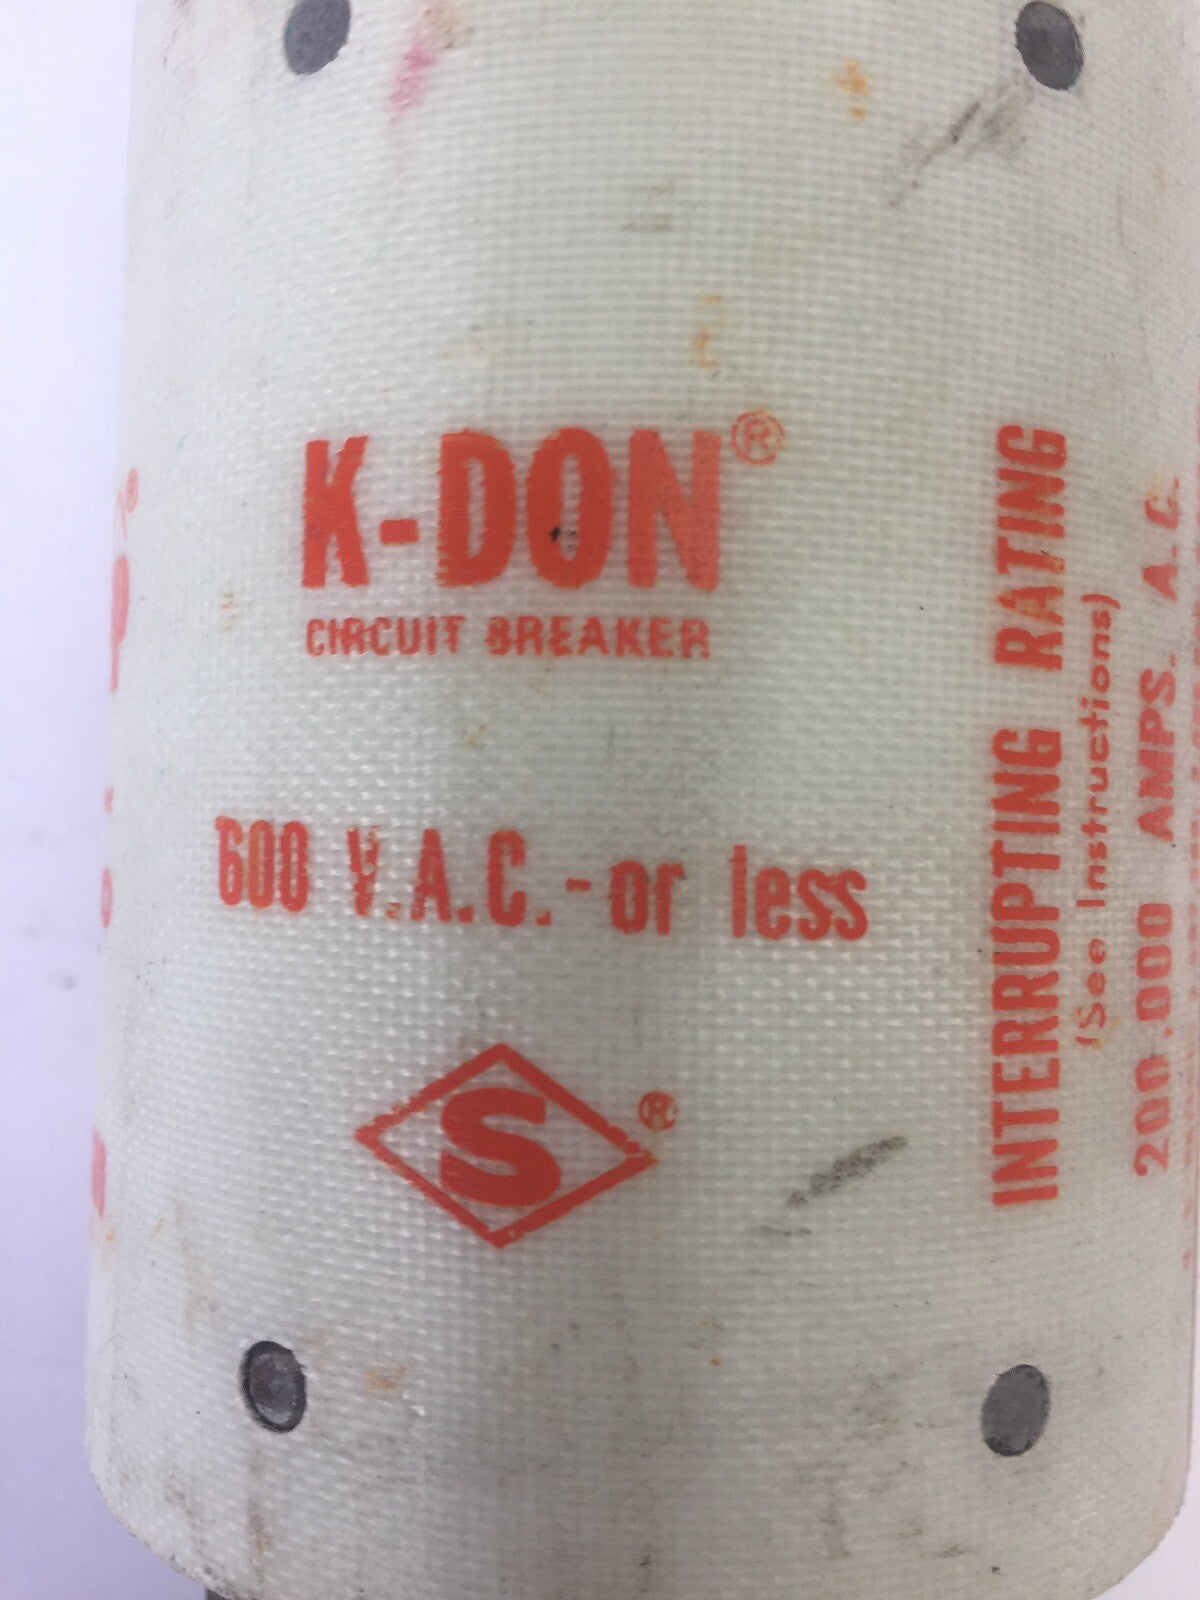 K-DON®
CIRCUIT BREAKER
600 V.A.C.-or less
S®
INTERRUPTING RATING
(See Instructions)
200,000 AMPS. A.C.